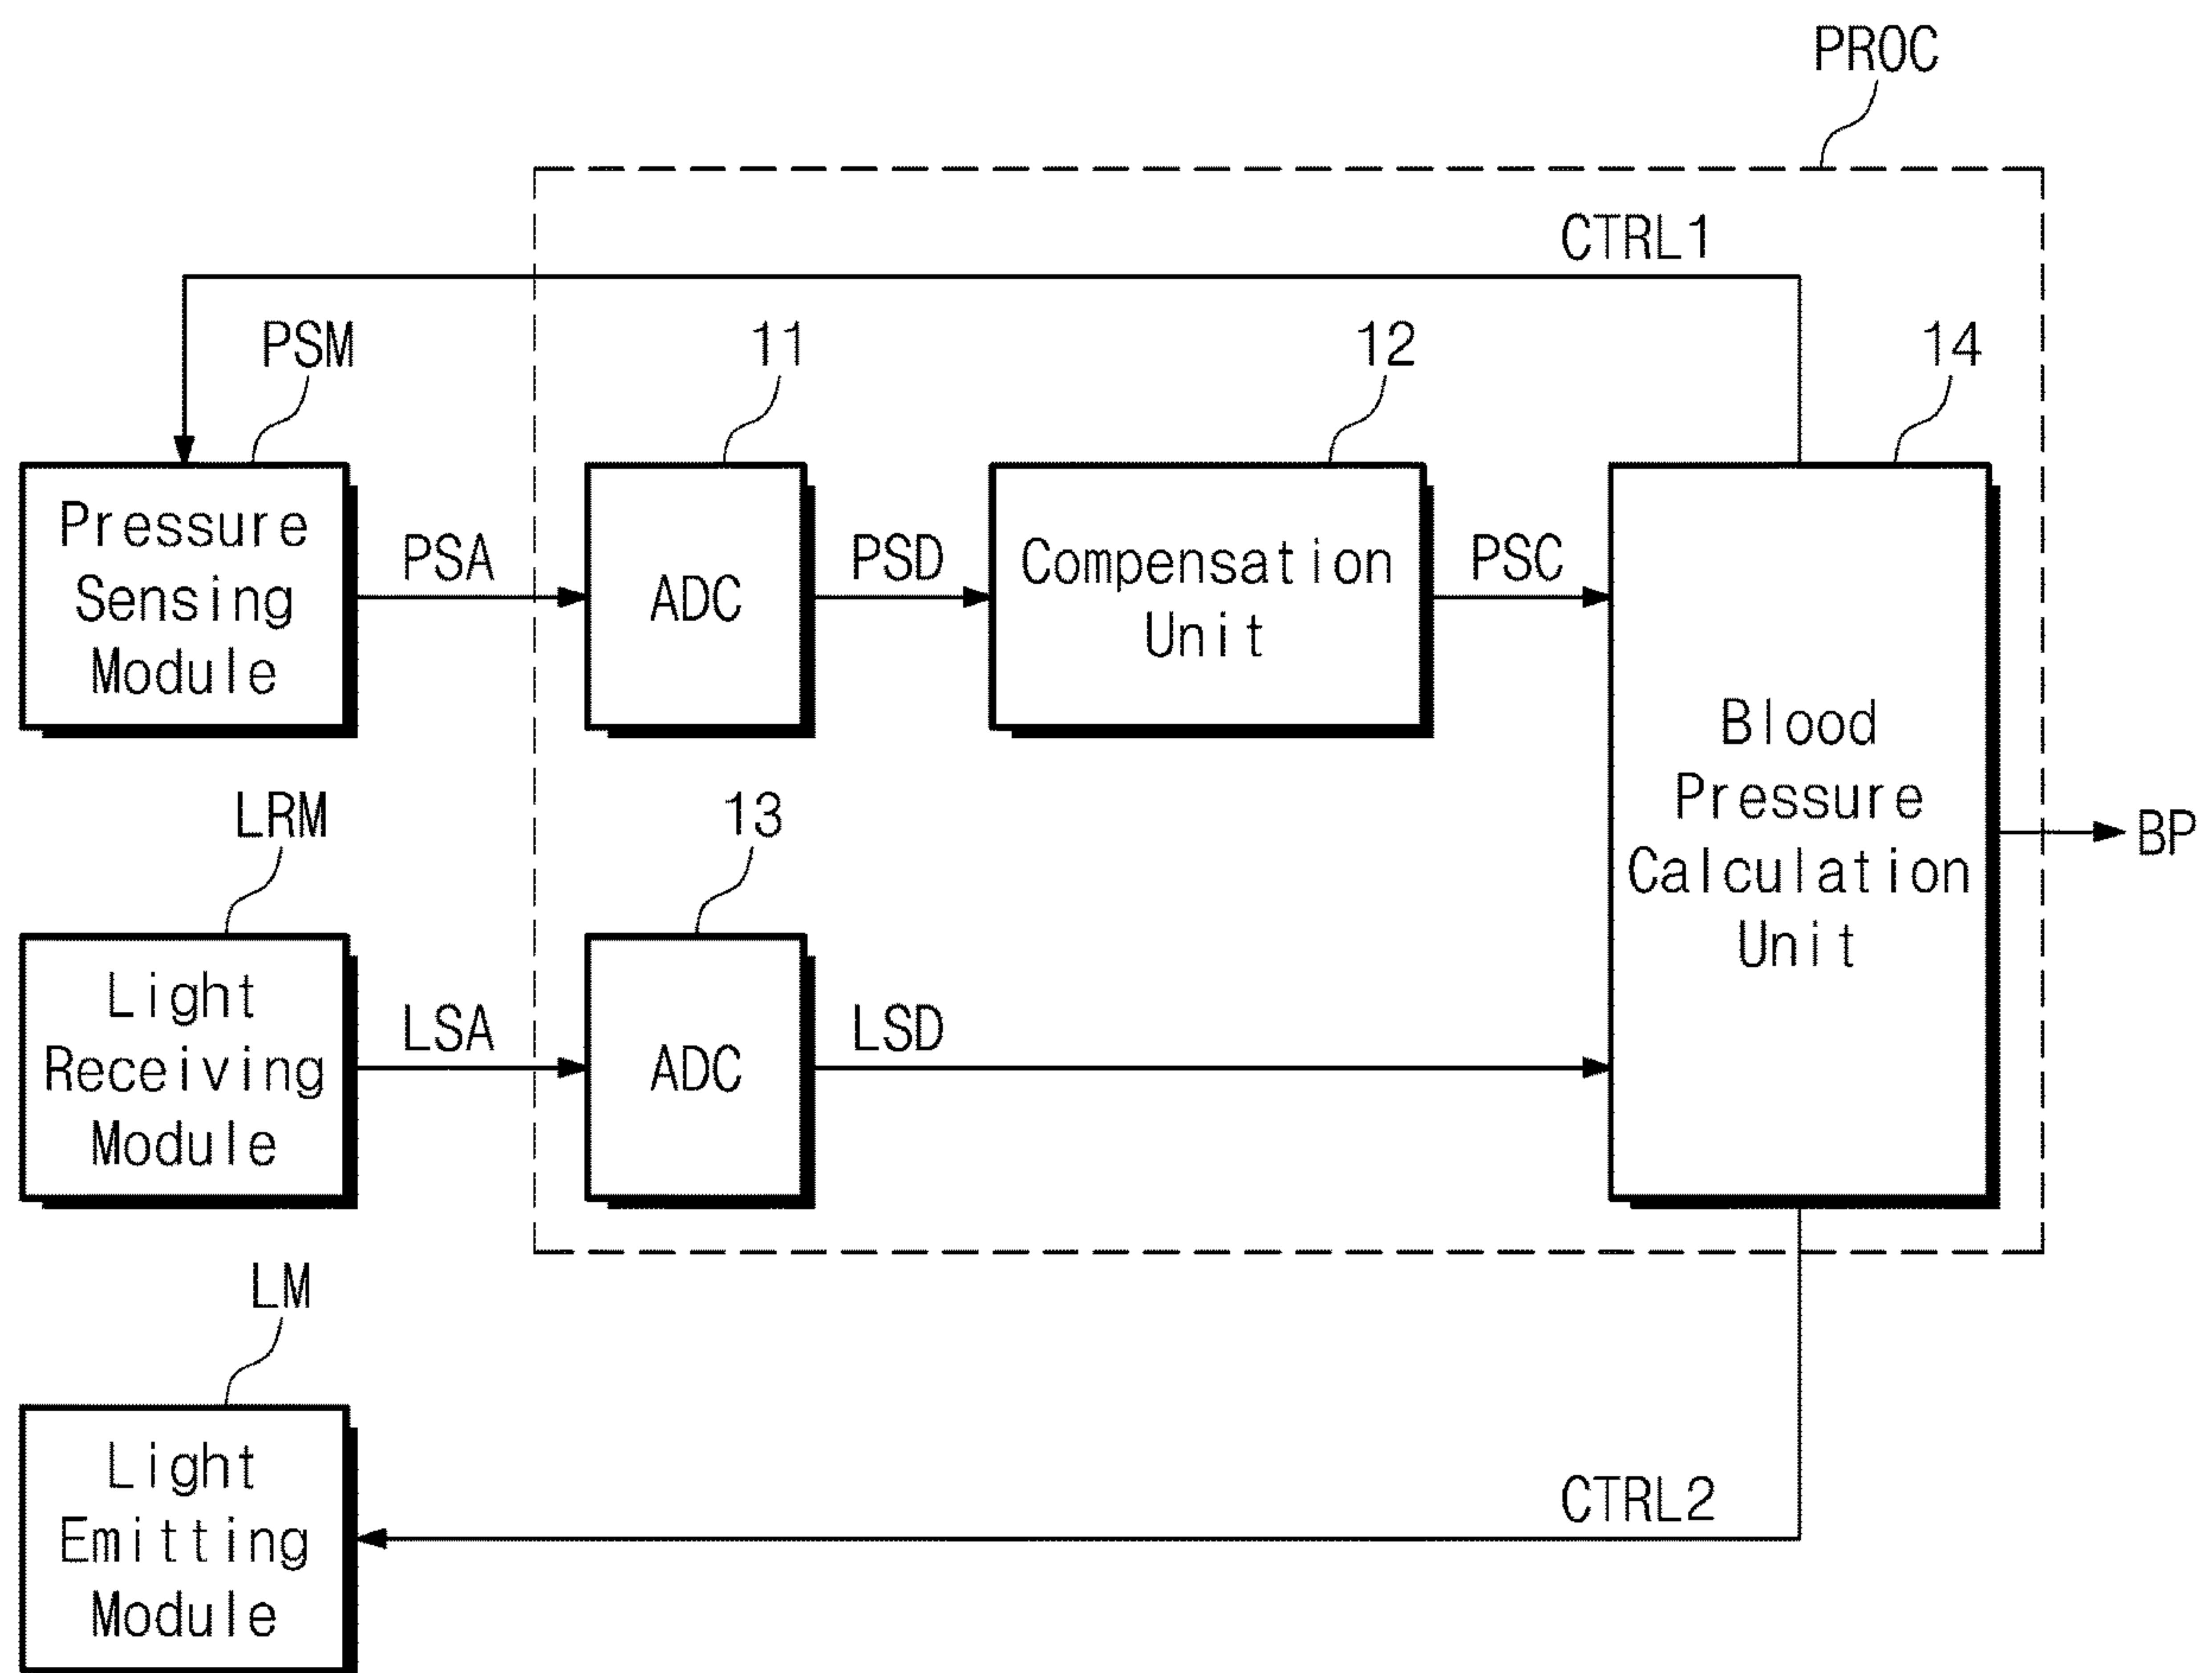 PROC
CTRL1
PSM
11
12
14
Pressure
Sensing
Module
PSA
ADC
PSD
Compensation
Unit
PSC
Blood
Pressure
Calculation
Unit
BP
LRM
13
Light
Receiving
Module
LSA
ADC
LSD
LM
Light
Emitting
Module
CTRL2